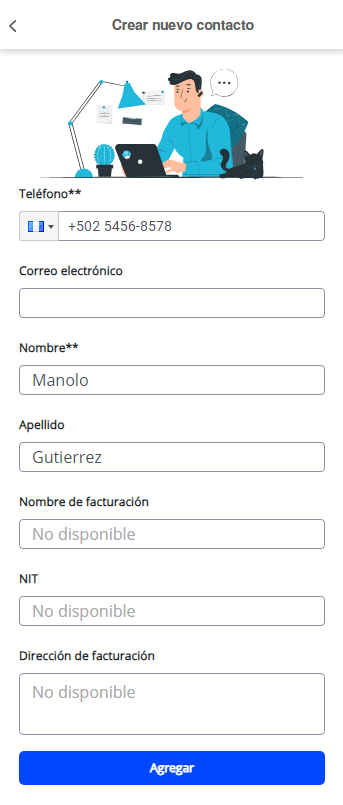 Crear nuevo contacto
Teléfono**
+502 5456-8578
Correo electrónico
Nombre**
Manolo
Apellido
Gutierrez
Nombre de facturación
No disponible
NIT
No disponible
Dirección de facturación
No disponible
Agregar